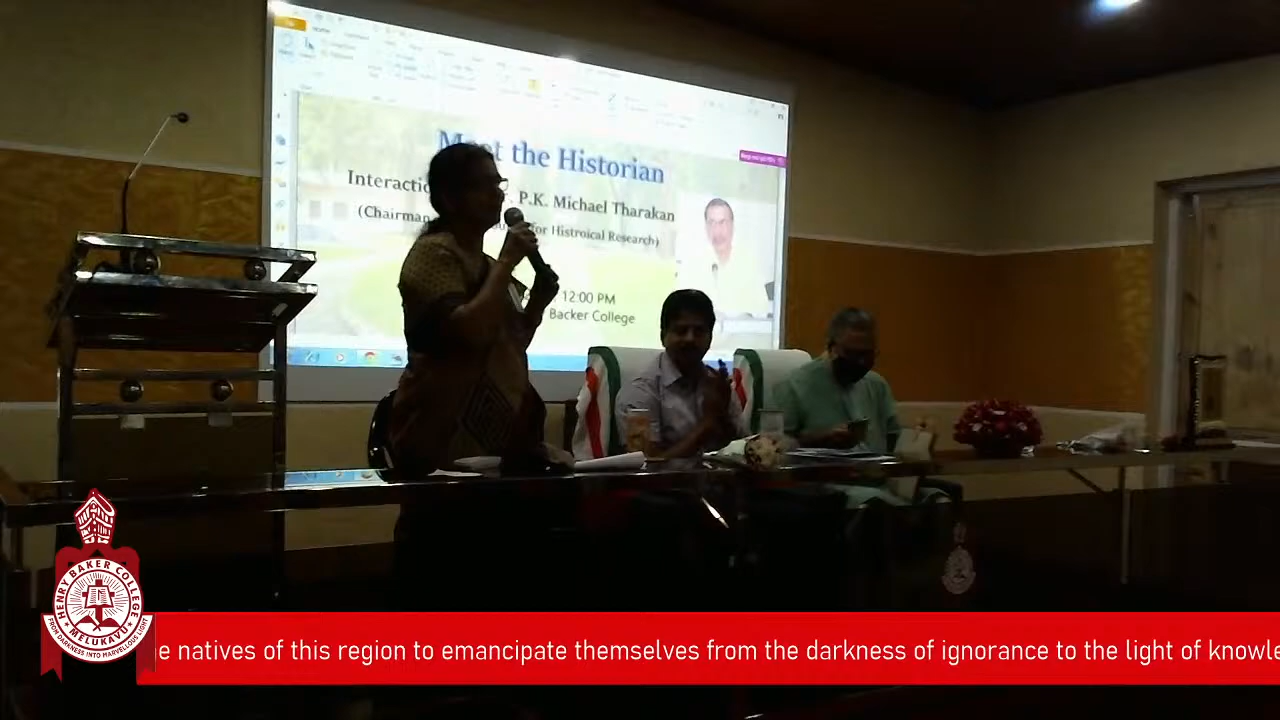 Meet the Historian
Interactio
P.K. Michael Tharakan
(Chairman
for Histroical Research)
12:00 PM
Backer College
HENRY BAKER COLLEGE
MELUKAVU
FROM DARKNESS INTO MARVELLOUS LIGHT
e natives of this region to emancipate themselves from the darkness of ignorance to the light of knowle